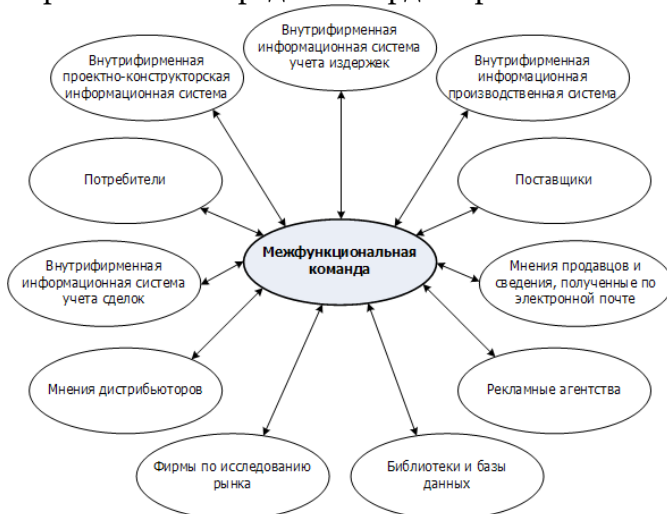 Внутрифирменная
информационная система
учета издержек
Внутрифирменная
проектно-конструкторская
информационная система
Внутрифирменная
информационная
производственная система
Потребители
Поставщики
Межфункциональная
команда
Внутрифирменная
информационная система
учета сделок
Мнения продавцов и
сведения, полученные по
электронной почте
Мнения дистрибьюторов
Рекламные агентства
Фирмы по исследованию
рынка
Библиотеки и базы
данных